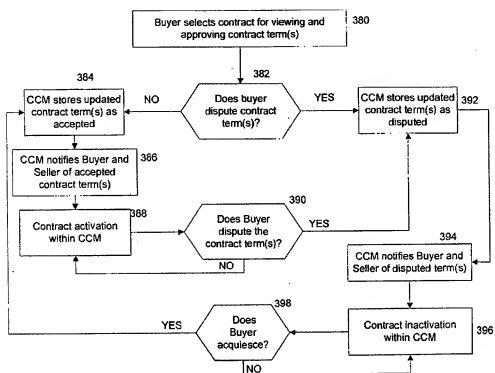 Buyer selects contract for viewing and
approving contract term(s)
380
384
382
392
CCM stores updated
contract term(s) as
accepted
NO
Does buyer
dispute contract
term(s)?
YES
CCM stores updated
contract term(s) as
disputed
CCM notifies Buyer and
Seller of accepted
contract term(s)
386
388
390
Contract activation
within CCM
Does Buyer
dispute the
contract term(s)?
YES
NO
394
CCM notifies Buyer and
Seller of disputed term(s)
398
YES
Does
Buyer
acquiesce?
Contract inactivation
within CCM
396
NO